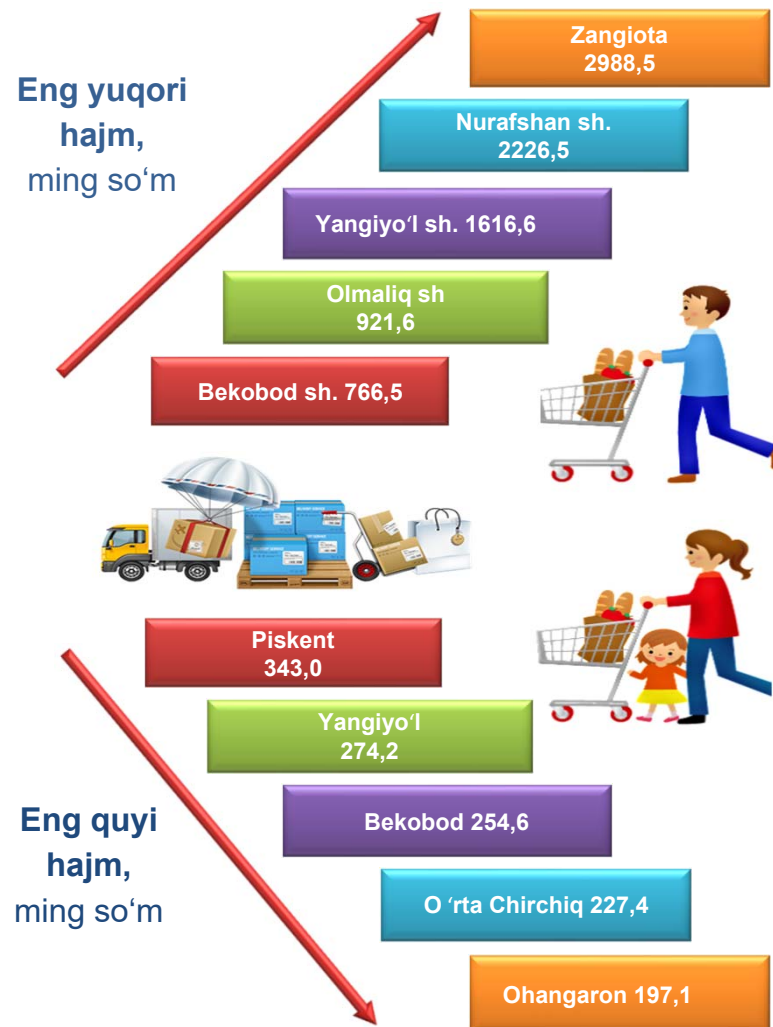 Zangiota
2988,5
Eng yuqori
hajm,
ming so‘m
Nurafshan sh.
2226,5
Yangiyo‘l sh. 1616,6
Olmaliq sh
921,6
Bekobod sh. 766,5
Piskent
343,0
Yangiyo‘l
274,2
Bekobod 254,6
Eng quyi
hajm,
ming so‘m
O ‘rta Chirchiq 227,4
Ohangaron 197,1